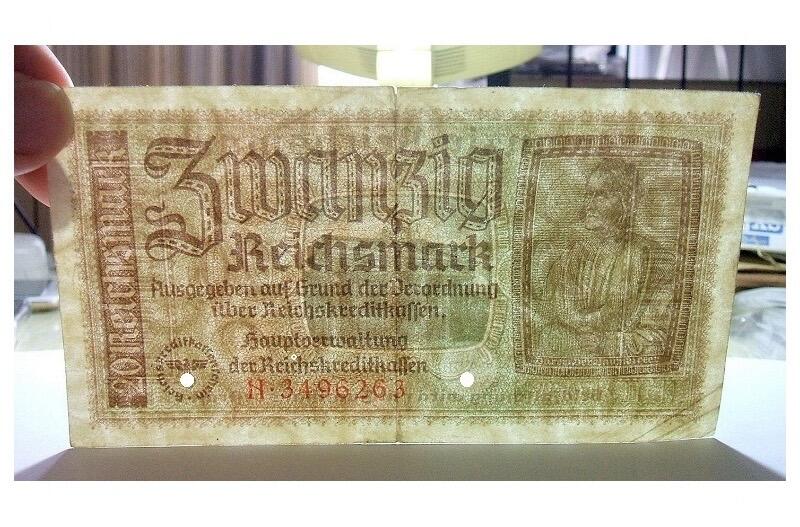 Zwanzig
Reichsmark
Ausgegeben auf Grund der Verordnung
über Reichskreditkassen.
Hauptverwaltung
der Reichskreditkassen
H·3496263
20 Reichsmark